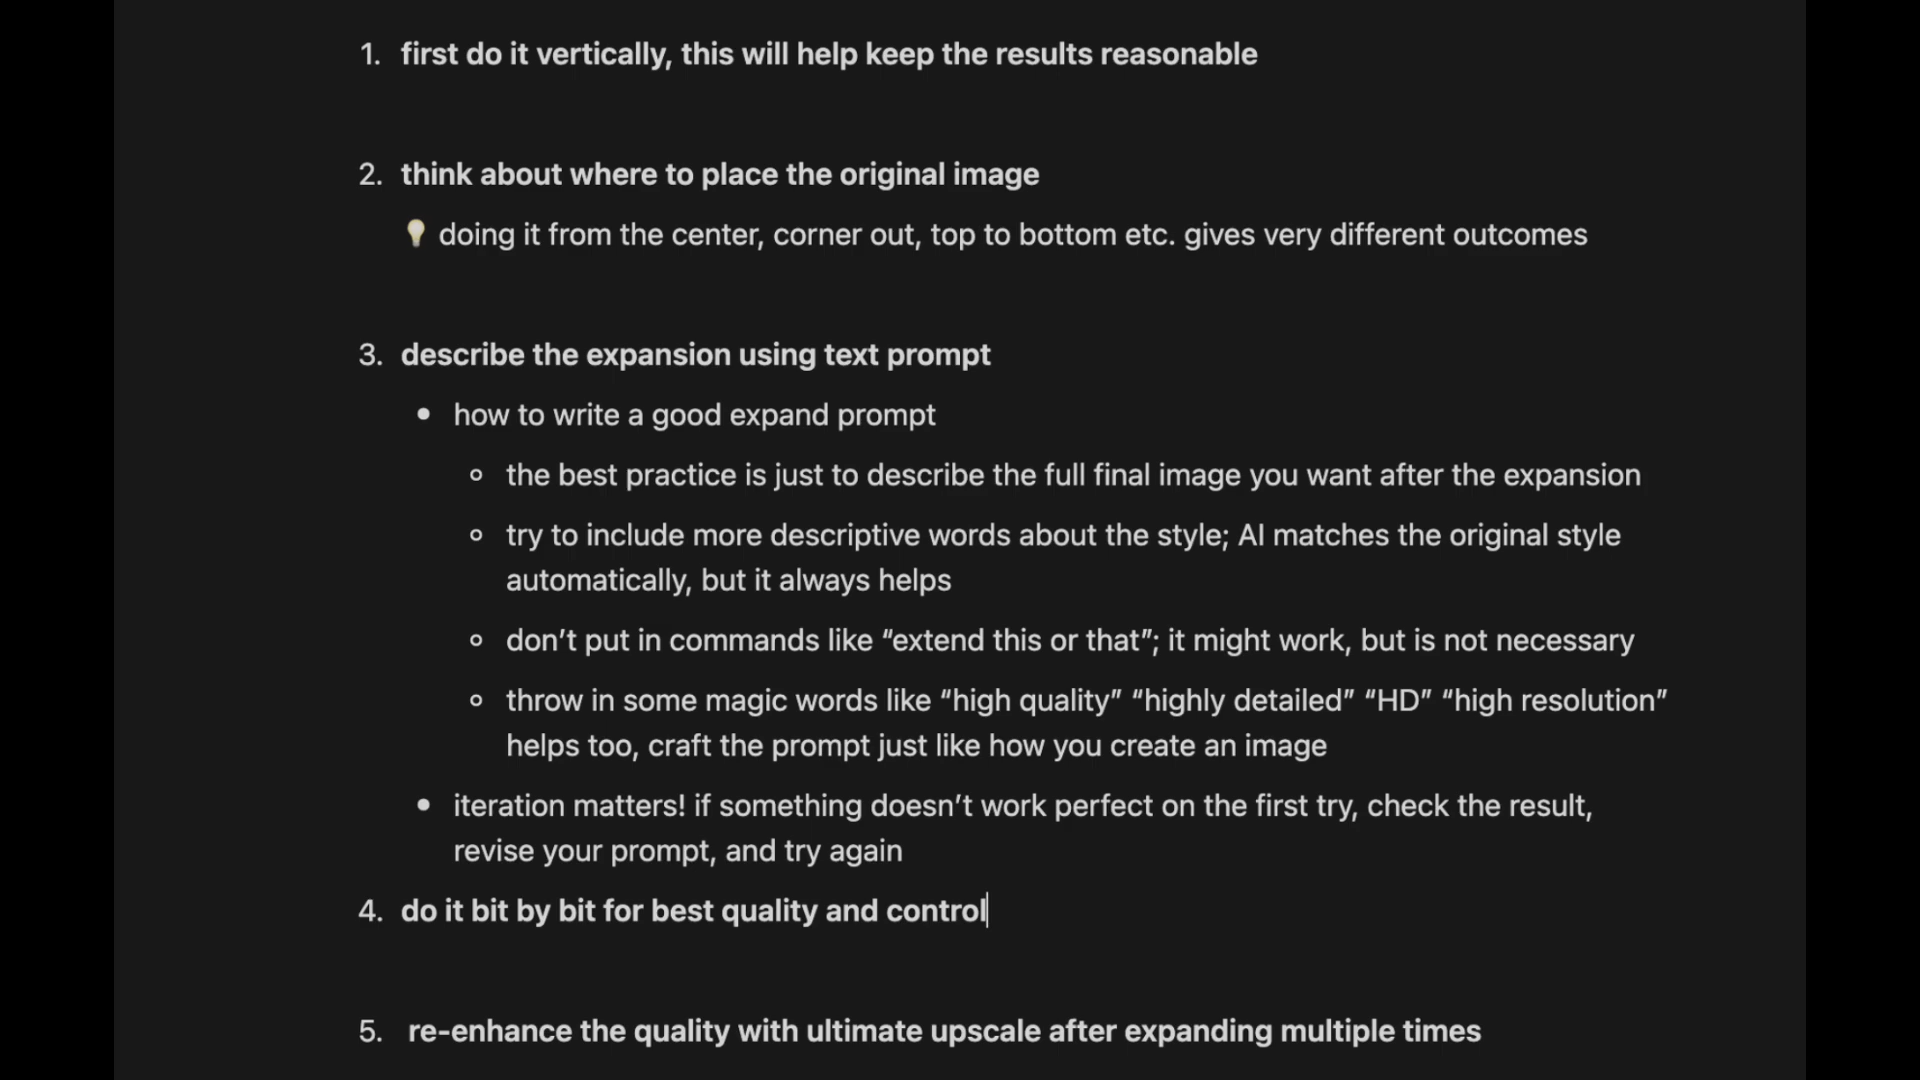 1. first do it vertically, this will help keep the results reasonable
2. think about where to place the original image
💡 doing it from the center, corner out, top to bottom etc. gives very different outcomes
3. describe the expansion using text prompt
• how to write a good expand prompt
◦ the best practice is just to describe the full final image you want after the expansion
◦ try to include more descriptive words about the style; AI matches the original style
automatically, but it always helps
◦ don’t put in commands like “extend this or that”; it might work, but is not necessary
◦ throw in some magic words like “high quality” “highly detailed” “HD” “high resolution”
helps too, craft the prompt just like how you create an image
• iteration matters! if something doesn’t work perfect on the first try, check the result,
revise your prompt, and try again
4. do it bit by bit for best quality and control
5. re-enhance the quality with ultimate upscale after expanding multiple times